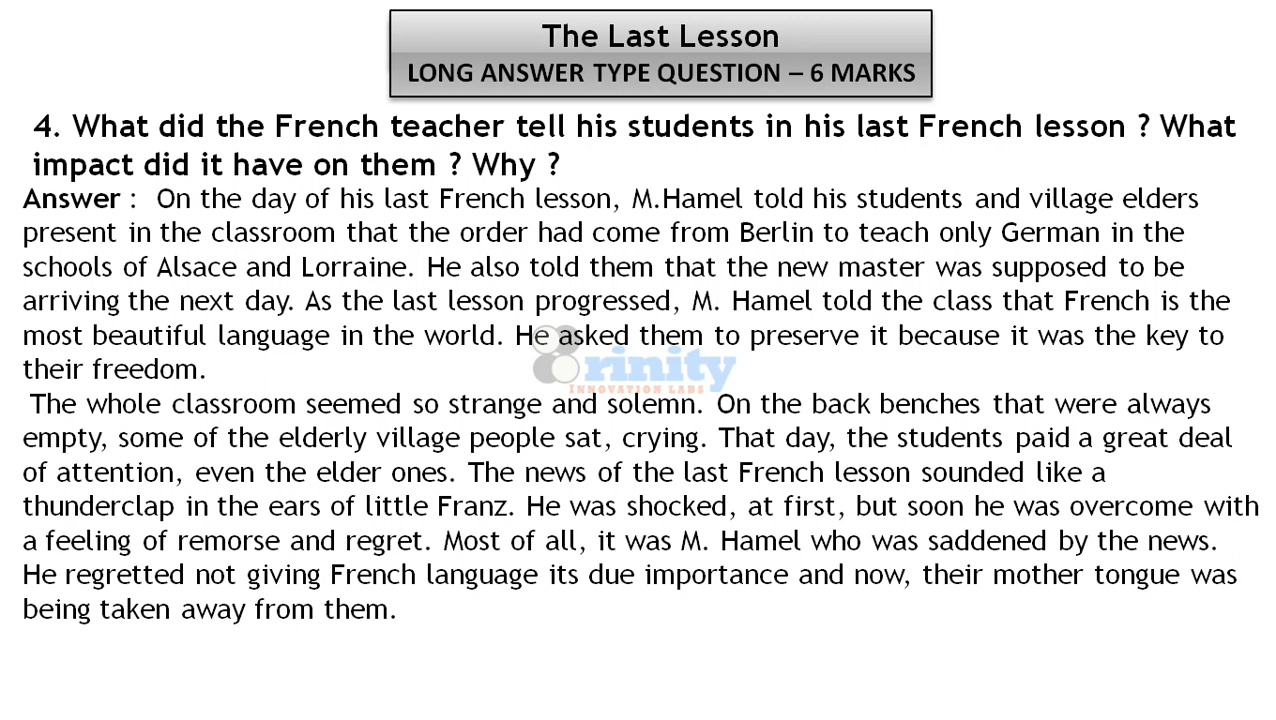 The Last Lesson
LONG ANSWER TYPE QUESTION – 6 MARKS
4. What did the French teacher tell his students in his last French lesson ? What
impact did it have on them ? Why ?
Answer :  On the day of his last French lesson, M.Hamel told his students and village elders
present in the classroom that the order had come from Berlin to teach only German in the
schools of Alsace and Lorraine. He also told them that the new master was supposed to be
arriving the next day. As the last lesson progressed, M. Hamel told the class that French is the
most beautiful language in the world. He asked them to preserve it because it was the key to
their freedom.
rinity
INNOVATION LABS
The whole classroom seemed so strange and solemn. On the back benches that were always
empty, some of the elderly village people sat, crying. That day, the students paid a great deal
of attention, even the elder ones. The news of the last French lesson sounded like a
thunderclap in the ears of little Franz. He was shocked, at first, but soon he was overcome with
a feeling of remorse and regret. Most of all, it was M. Hamel who was saddened by the news.
He regretted not giving French language its due importance and now, their mother tongue was
being taken away from them.